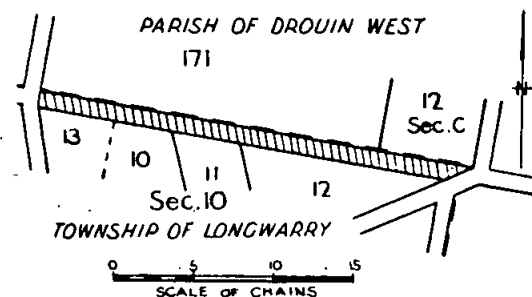 PARISH OF DROUIN WEST
171
12
Sec. C
N
13
10
11
12
Sec. 10
TOWNSHIP OF LONGWARRY
0 5 10 15
SCALE OF CHAINS